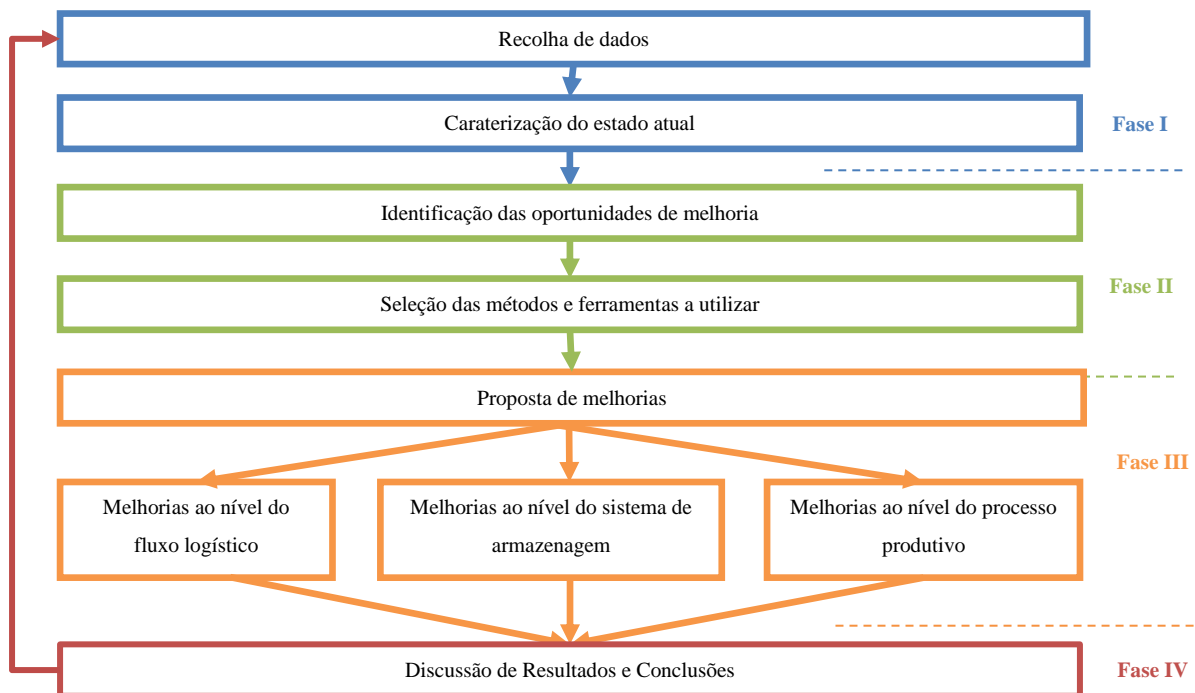 Recolha de dados
Caraterização do estado atual
Fase I
Identificação das oportunidades de melhoria
Fase II
Seleção das métodos e ferramentas a utilizar
Proposta de melhorias
Fase III
Melhorias ao nível do
fluxo logístico
Melhorias ao nível do sistema de
armazenagem
Melhorias ao nível do processo
produtivo
Discussão de Resultados e Conclusões
Fase IV